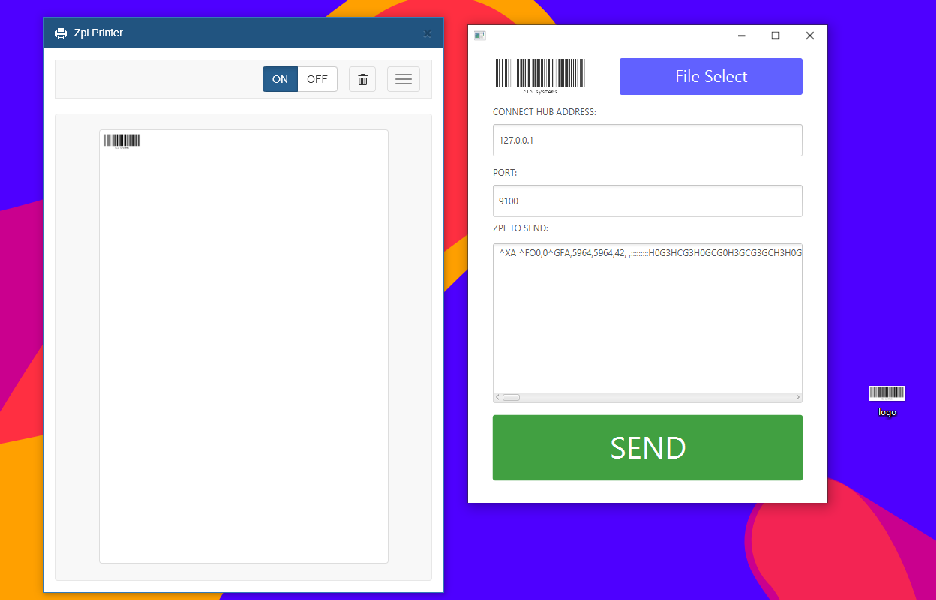 Zpl Printer
ON OFF
File Select
CONNECT HUB ADDRESS:
127.0.0.1
PORT:
9100
ZPL TO SEND:
^XA ^FO0,0^GFA,5964,5964,42, , :::::::H0G3HCG3H0GCG0H3GCG3GCH3H0G
SEND
logo